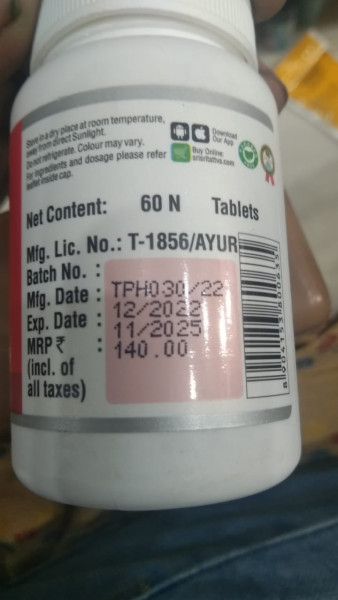 Store in a dry place at room temperature,
away from direct Sunlight.
Do not refrigerate. Colour may vary.
For ingredients and dosage please refer
leaflet inside cap.
Download
Our App
Buy Online:
srisritattva.com
Net Content: 60 N Tablets
Mfg. Lic. No.: T-1856/AYUR
Batch No. : TPH030/22
Mfg. Date : 12/2022
Exp. Date : 11/2025
MRP ₹ : 140.00
(incl. of
all taxes)